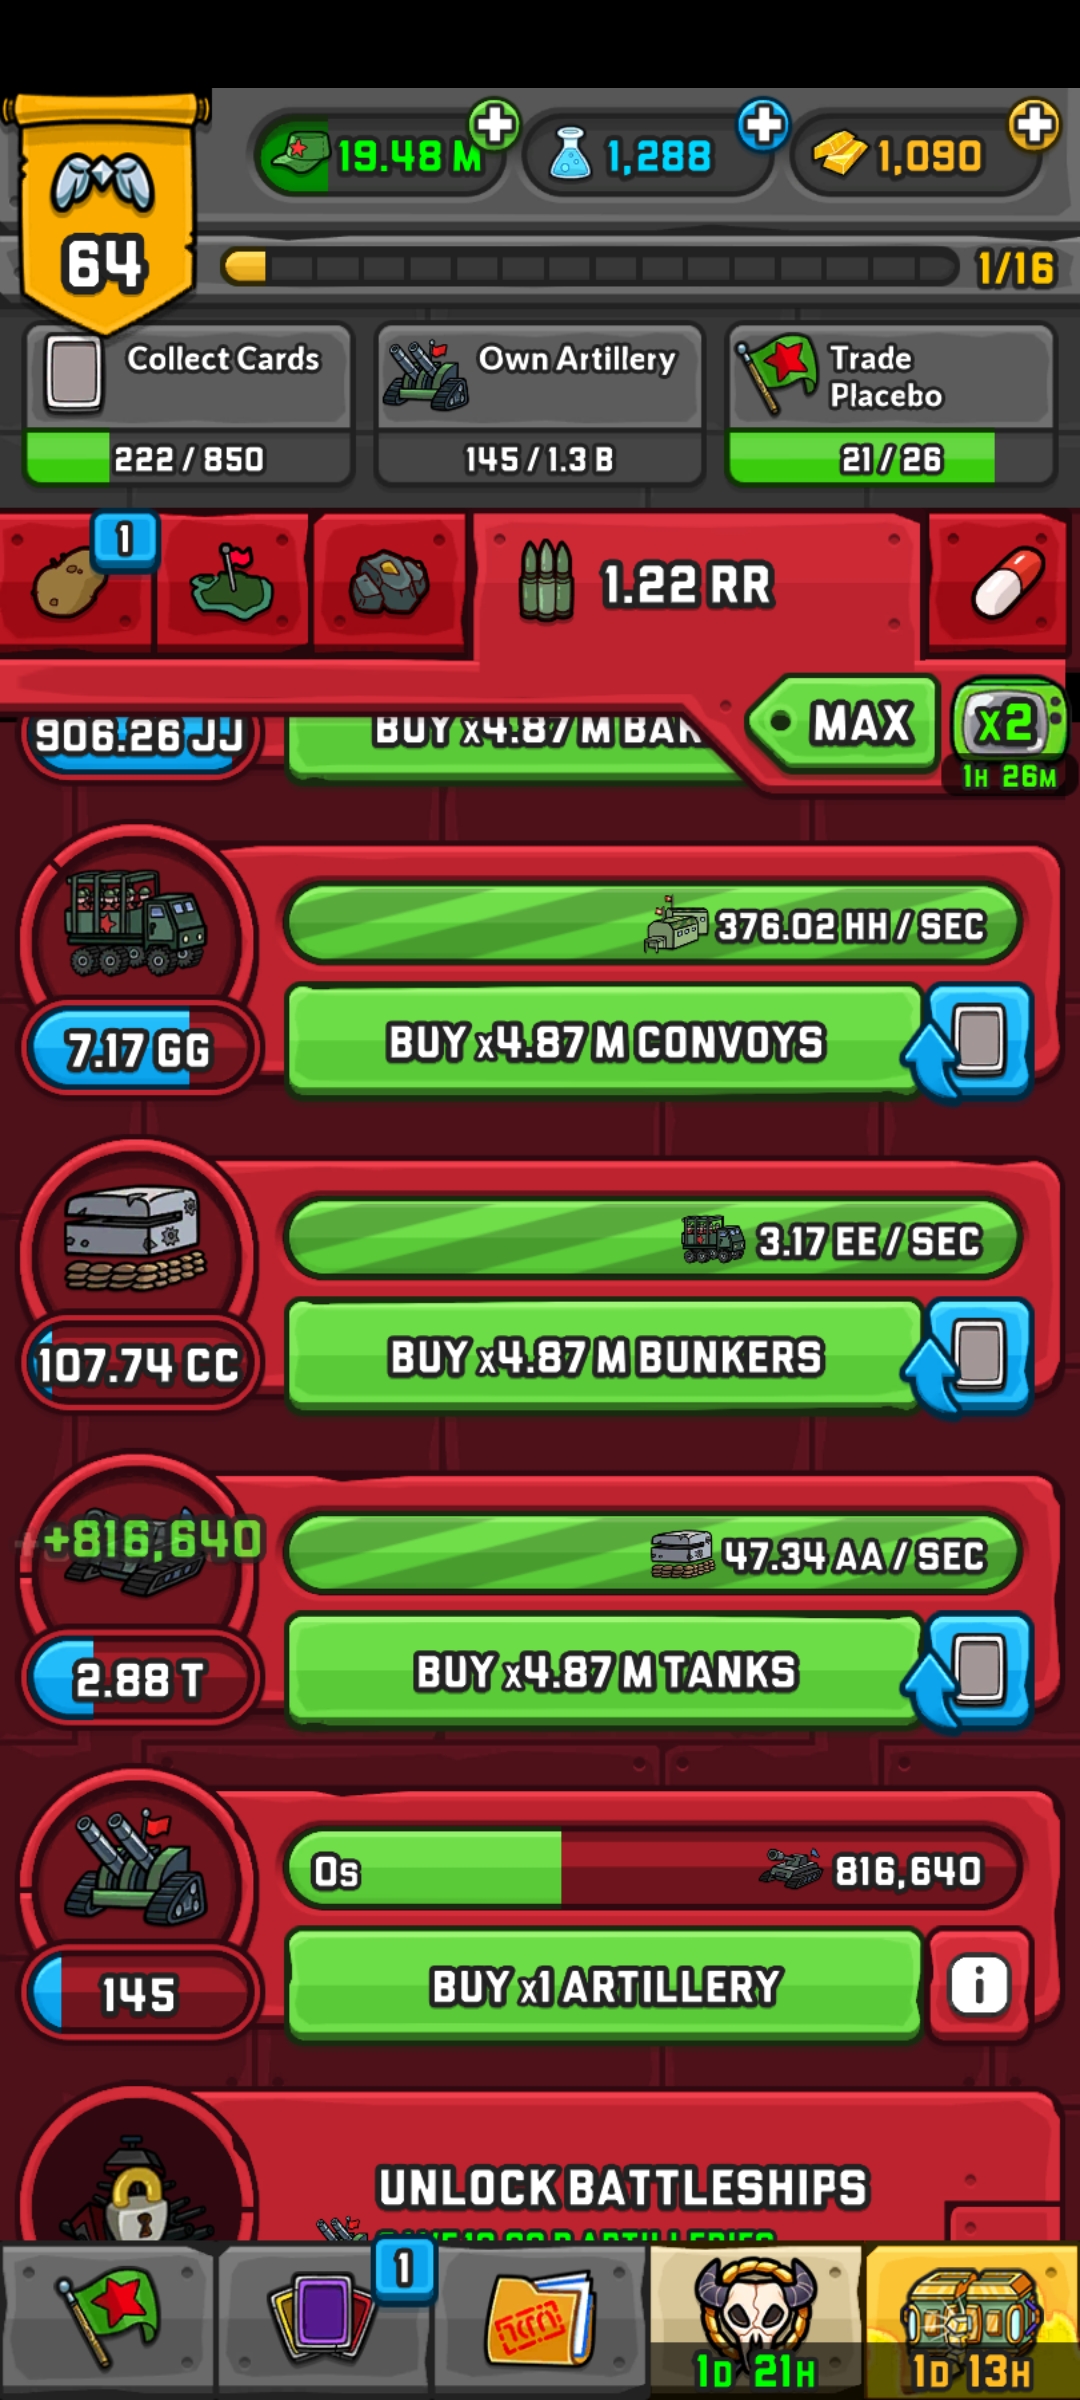 19.48 M
1,288
1,090
64
1/16
Collect Cards
Own Artillery
Trade
Placebo
222 / 850
145 / 1.3 B
21 / 26
1
1.22 RR
MAX
X2
1H 26M
906.26 JJ
BUY x4.87 M BAR
376.02 HH / SEC
7.17 GG
BUY x4.87 M CONVOYS
3.17 EE / SEC
107.74 CC
BUY x4.87 M BUNKERS
+816,640
47.34 AA / SEC
2.88 T
BUY x4.87 M TANKS
0s
816,640
145
BUY x1 ARTILLERY
i
UNLOCK BATTLESHIPS
1
1D 21H
1D 13H